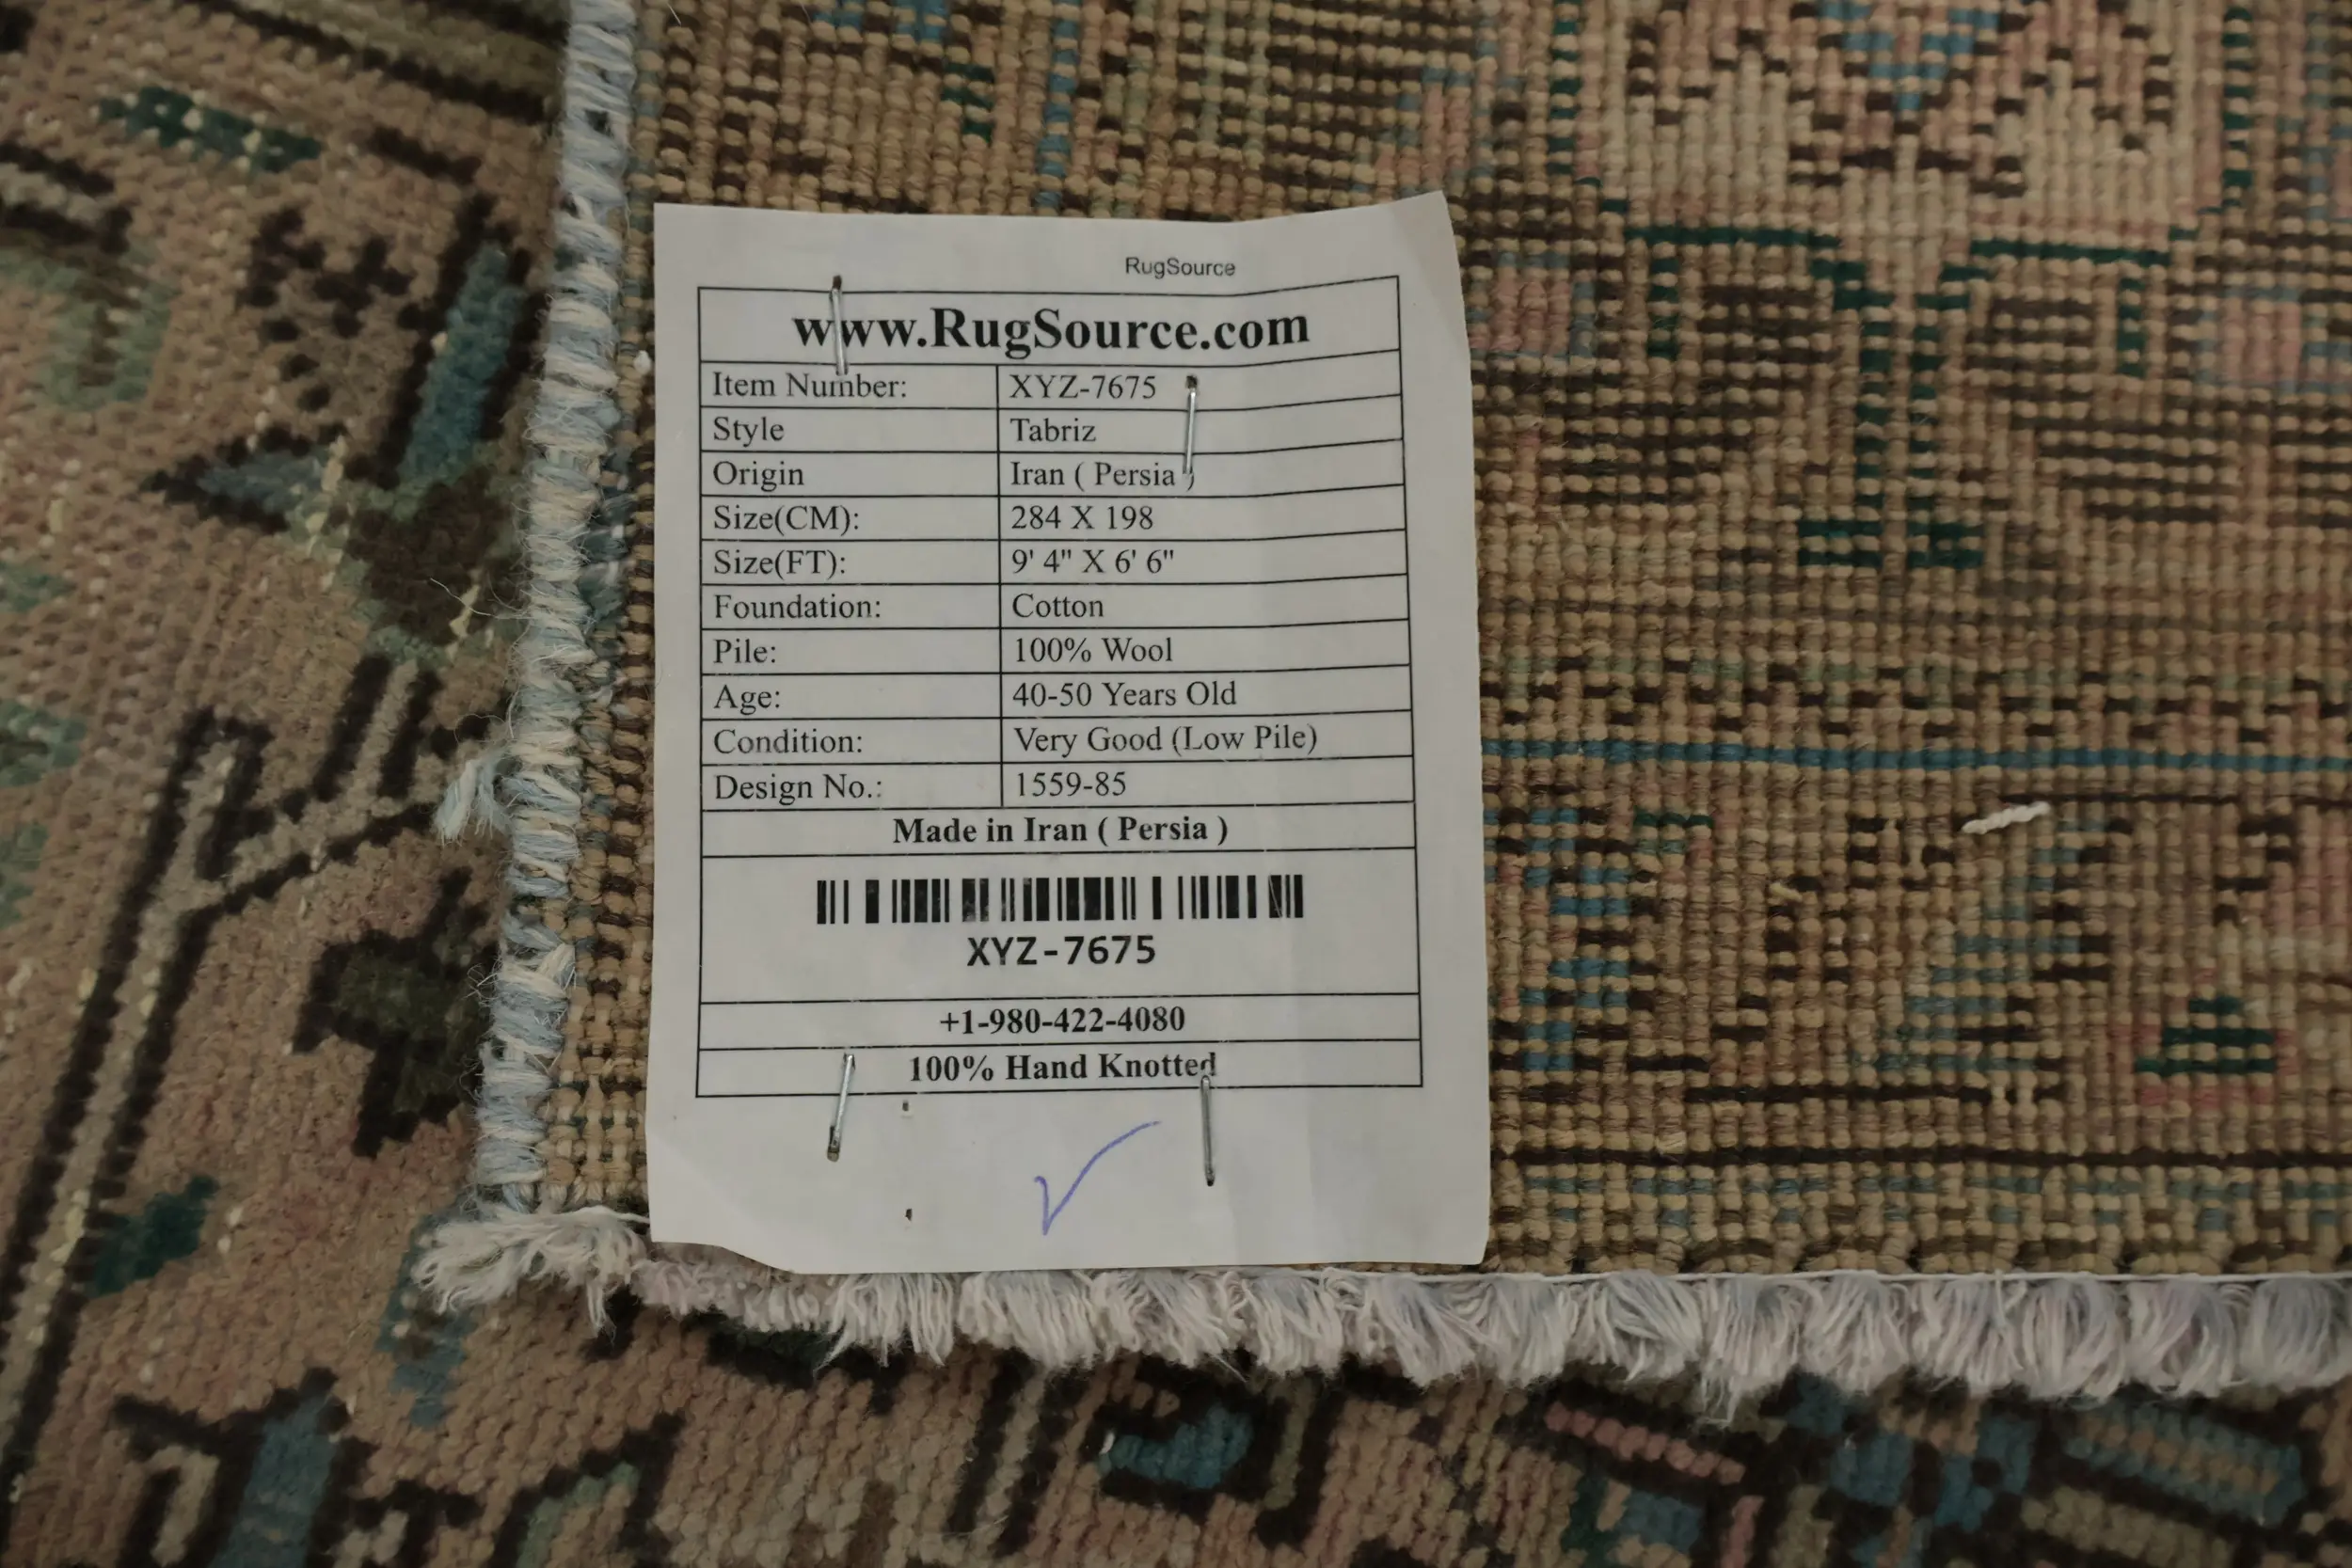 RugSource
www.RugSource.com
Item Number: XYZ-7675
Style Tabriz
Origin Iran ( Persia )
Size(CM): 284 X 198
Size(FT): 9' 4" X 6' 6"
Foundation: Cotton
Pile: 100% Wool
Age: 40-50 Years Old
Condition: Very Good (Low Pile)
Design No.: 1559-85
Made in Iran ( Persia )
XYZ-7675
+1-980-422-4080
100% Hand Knotted